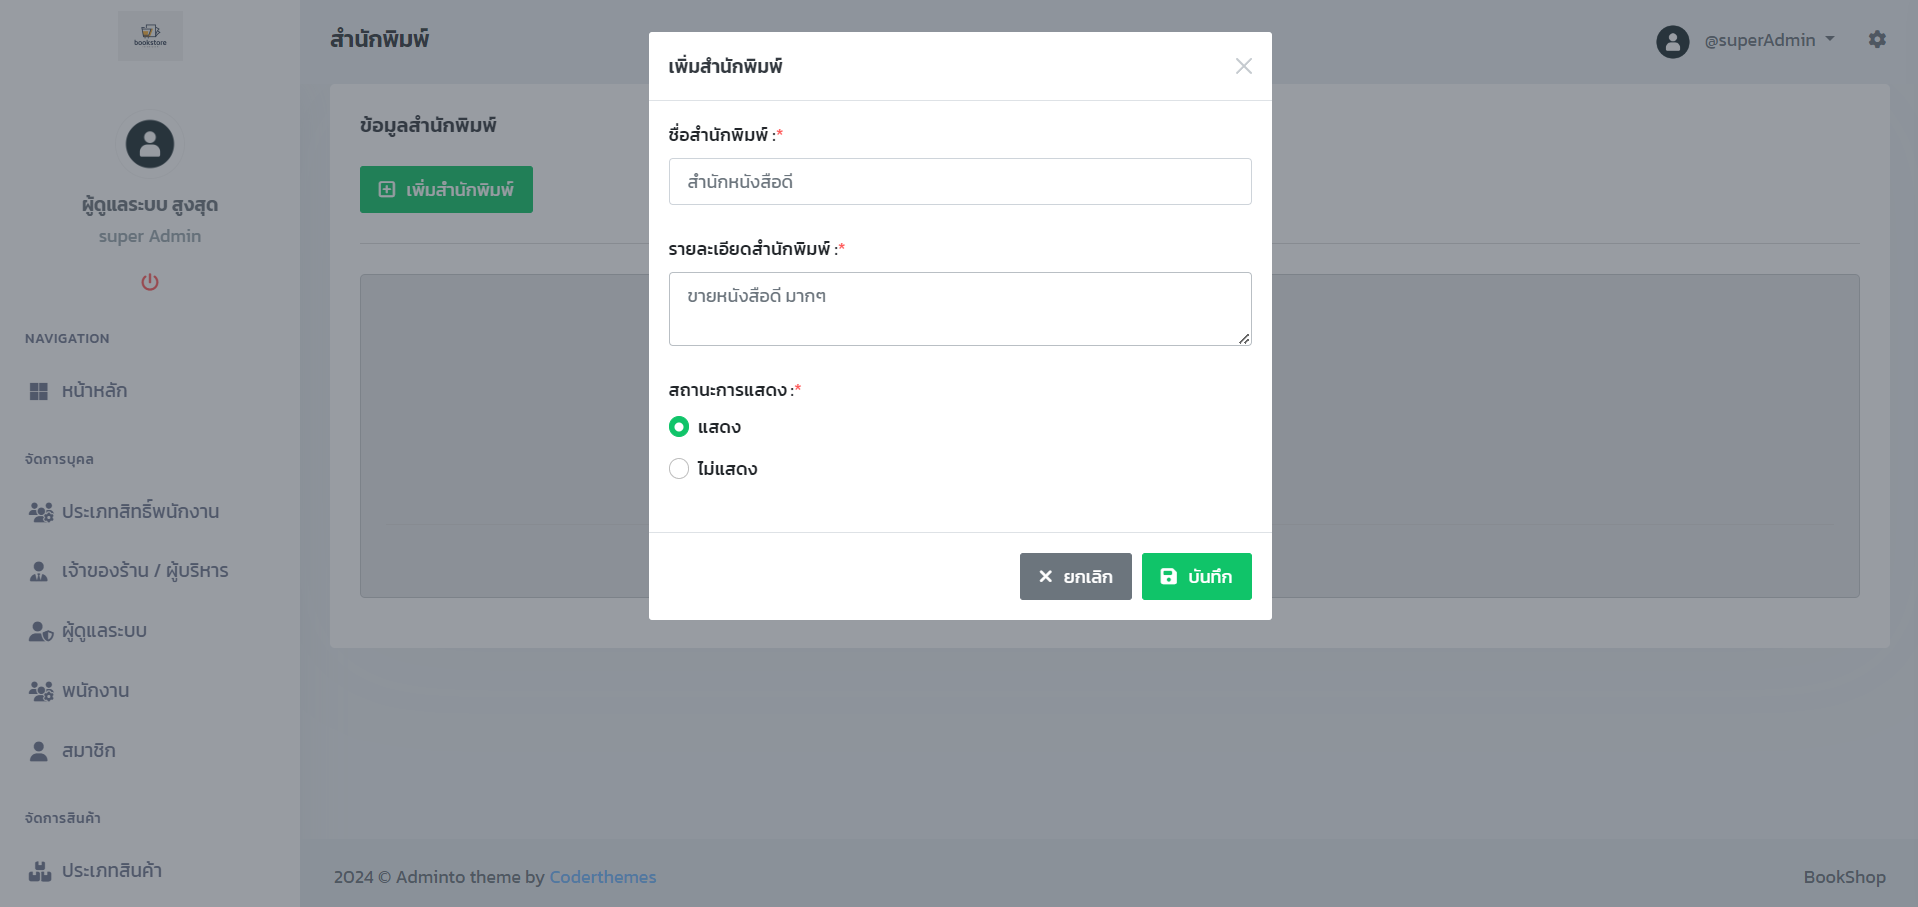 bookstore
ผู้ดูแลระบบ สูงสุด
super Admin
NAVIGATION
หน้าหลัก
จัดการบุคล
ประเภทสิทธิ์พนักงาน
เจ้าของร้าน / ผู้บริหาร
ผู้ดูแลระบบ
พนักงาน
สมาชิก
จัดการสินค้า
ประเภทสินค้า
สำนักพิมพ์
@superAdmin
ข้อมูลสำนักพิมพ์
เพิ่มสำนักพิมพ์
เพิ่มสำนักพิมพ์
ชื่อสำนักพิมพ์ :*
สำนักหนังสือดี
รายละเอียดสำนักพิมพ์ :*
ขายหนังสือดี มากๆ
สถานะการแสดง :*
แสดง
ไม่แสดง
ยกเลิก
บันทึก
2024 © Adminto theme by Coderthemes
BookShop